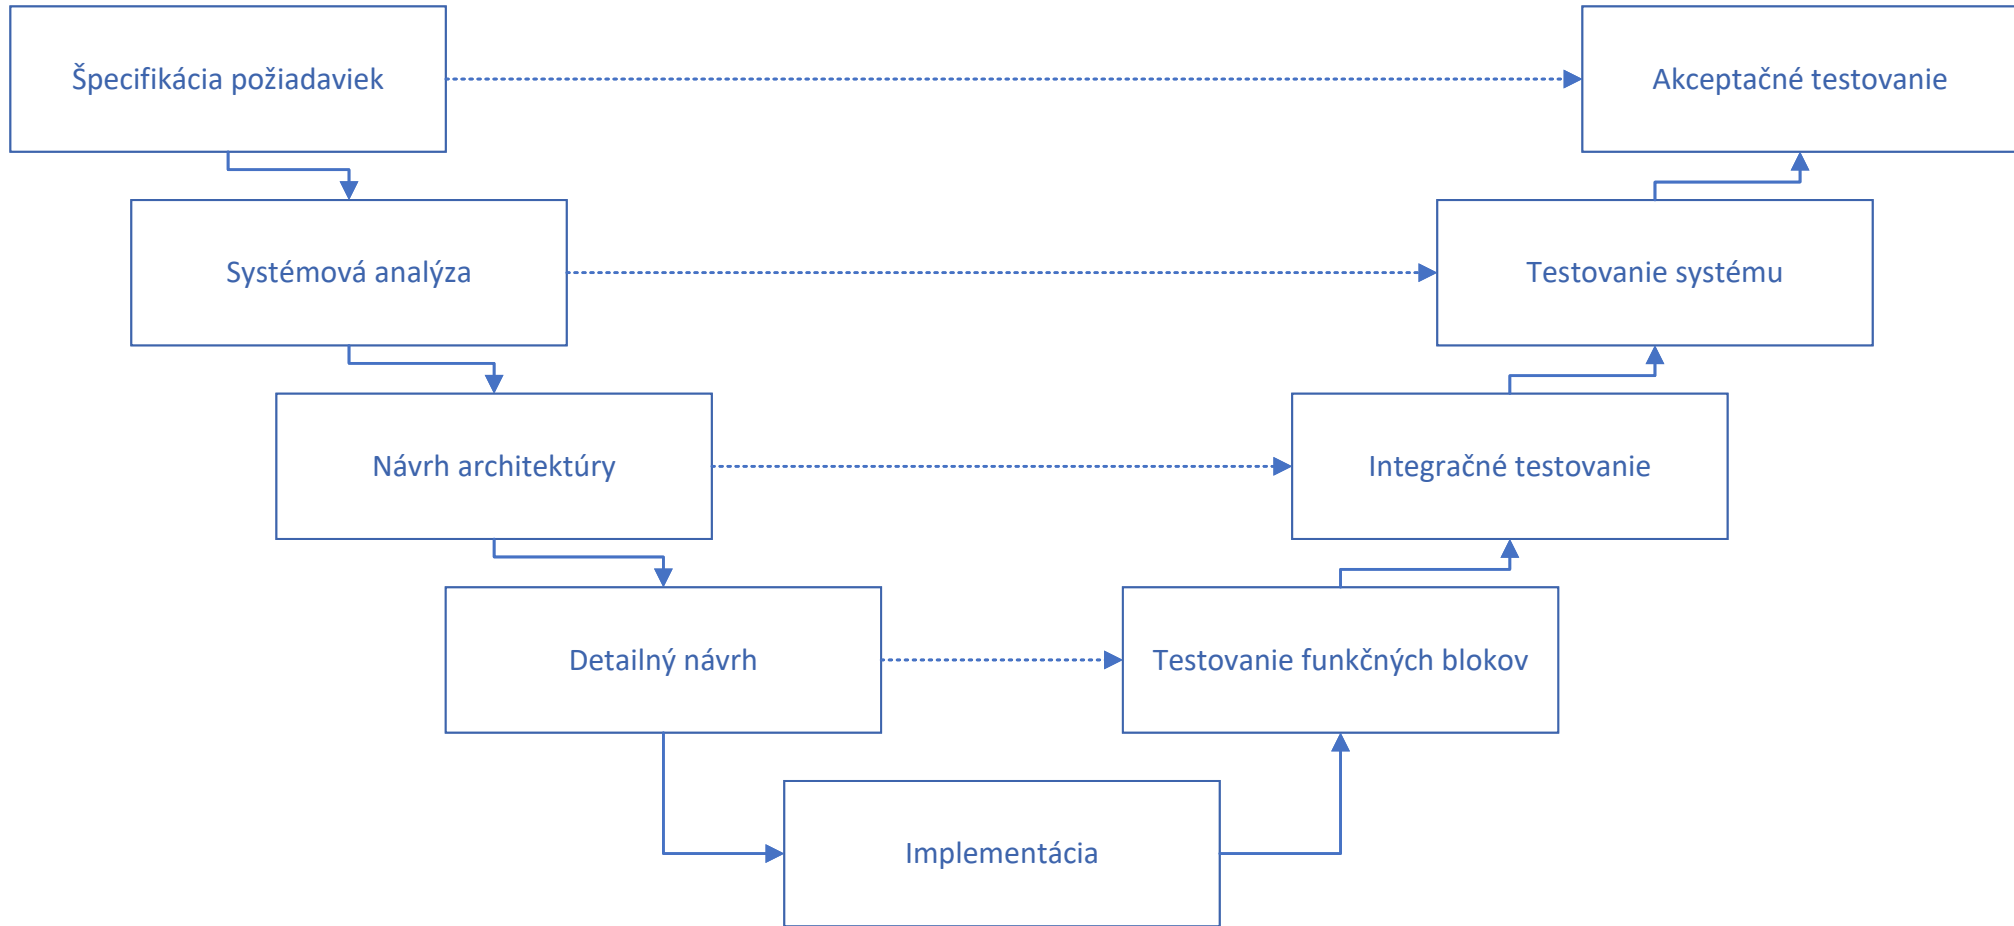 Špecifikácia požiadaviek
Akceptačné testovanie
Systémová analýza
Testovanie systému
Návrh architektúry
Integračné testovanie
Detailný návrh
Testovanie funkčných blokov
Implementácia